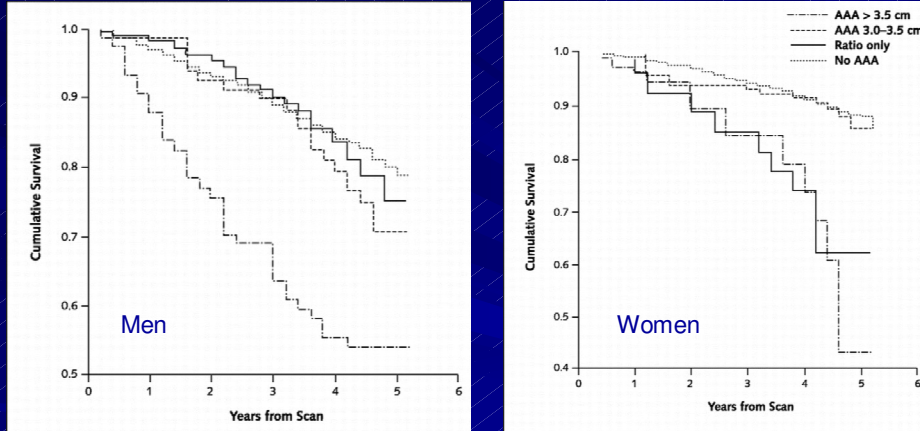 1.0
0.9
0.8
0.7
0.6
0.5
Cumulative Survival
Men
0 1 2 3 4 5 6
Years from Scan
AAA > 3.5 cm
AAA 3.0–3.5 cm
Ratio only
No AAA
1.0
0.9
0.8
0.7
0.6
0.5
0.4
Cumulative Survival
Women
0 1 2 3 4 5 6
Years from Scan